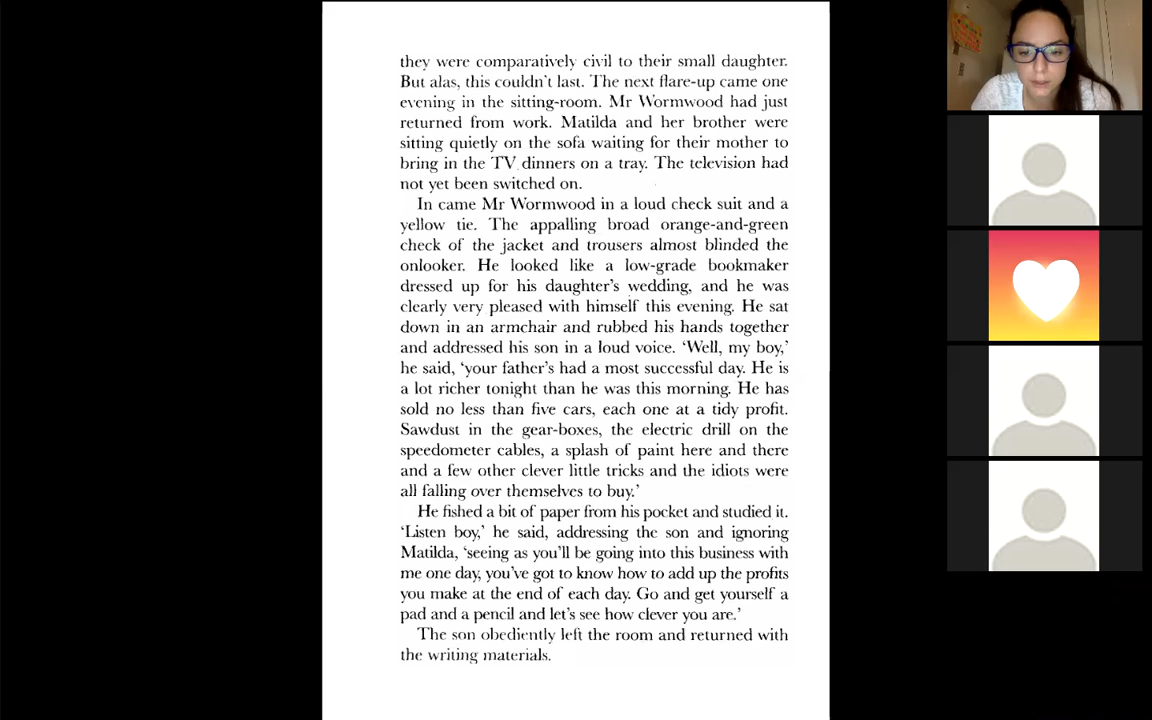 they were comparatively civil to their small daughter.
But alas, this couldn't last. The next flare-up came one
evening in the sitting-room. Mr Wormwood had just
returned from work. Matilda and her brother were
sitting quietly on the sofa waiting for their mother to
bring in the TV dinners on a tray. The television had
not yet been switched on.
In came Mr Wormwood in a loud check suit and a
yellow tie. The appalling broad orange-and-green
check of the jacket and trousers almost blinded the
onlooker. He looked like a low-grade bookmaker
dressed up for his daughter's wedding, and he was
clearly very pleased with himself this evening. He sat
down in an armchair and rubbed his hands together
and addressed his son in a loud voice. 'Well, my boy,'
he said, 'your father's had a most successful day. He is
a lot richer tonight than he was this morning. He has
sold no less than five cars, each one at a tidy profit.
Sawdust in the gear-boxes, the electric drill on the
speedometer cables, a splash of paint here and there
and a few other clever little tricks and the idiots were
all falling over themselves to buy.'
He fished a bit of paper from his pocket and studied it.
'Listen boy,' he said, addressing the son and ignoring
Matilda, 'seeing as you'll be going into this business with
me one day, you've got to know how to add up the profits
you make at the end of each day. Go and get yourself a
pad and a pencil and let's see how clever you are.'
The son obediently left the room and returned with
the writing materials.